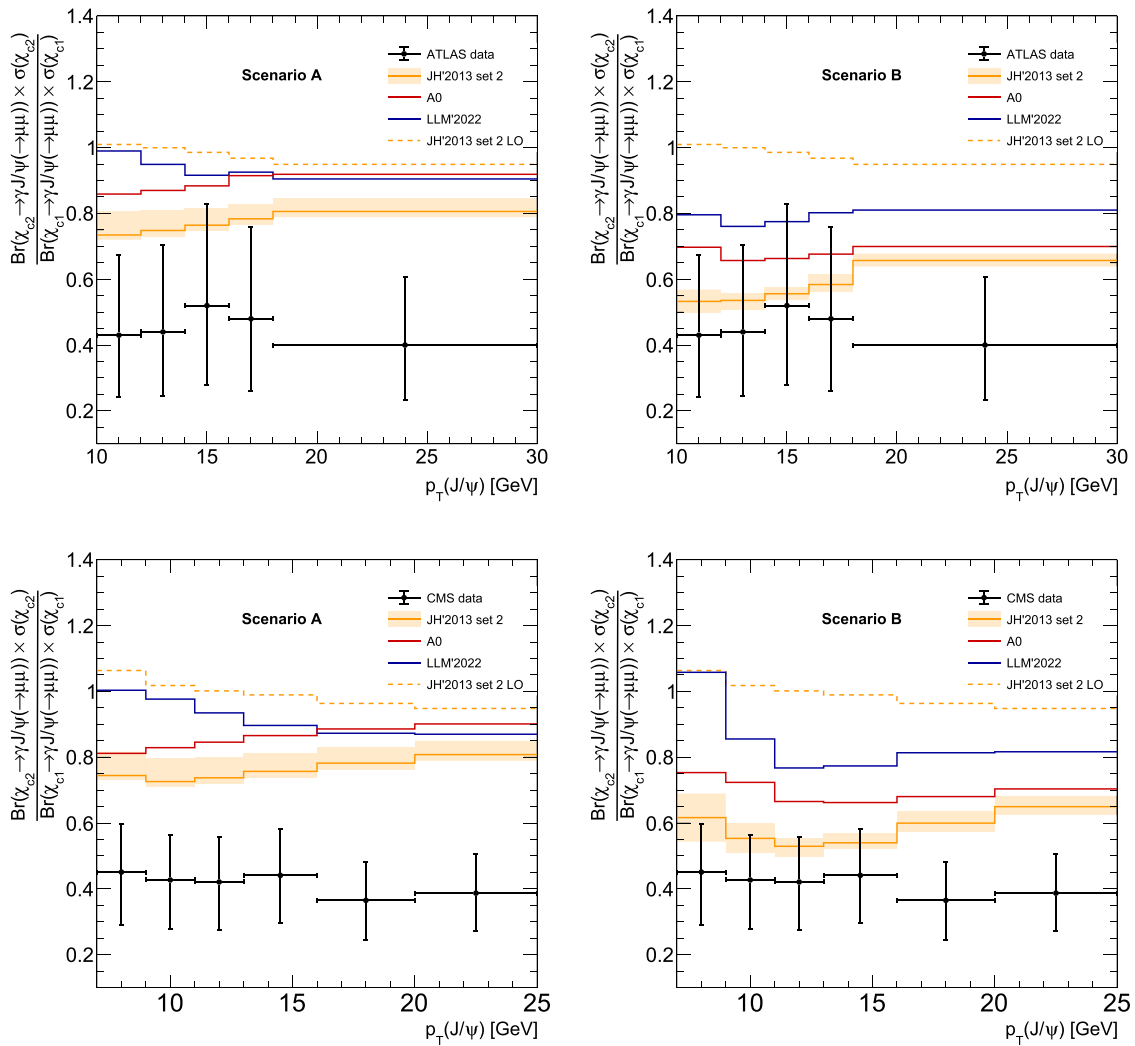 Br(χc2→γJ/ψ(→μμ)) × σ(χc2)
Br(χc1→γJ/ψ(→μμ)) × σ(χc1)
1.4
1.2
1
0.8
0.6
0.4
0.2
Scenario A
ATLAS data
JH'2013 set 2
A0
LLM'2022
JH'2013 set 2 LO
10 15 20 25 30
pT(J/ψ) [GeV]
Br(χc2→γJ/ψ(→μμ)) × σ(χc2)
Br(χc1→γJ/ψ(→μμ)) × σ(χc1)
1.4
1.2
1
0.8
0.6
0.4
0.2
Scenario B
ATLAS data
JH'2013 set 2
A0
LLM'2022
JH'2013 set 2 LO
10 15 20 25 30
pT(J/ψ) [GeV]
Br(χc2→γJ/ψ(→μμ)) × σ(χc2)
Br(χc1→γJ/ψ(→μμ)) × σ(χc1)
1.4
1.2
1
0.8
0.6
0.4
0.2
Scenario A
CMS data
JH'2013 set 2
A0
LLM'2022
JH'2013 set 2 LO
10 15 20 25
pT(J/ψ) [GeV]
Br(χc2→γJ/ψ(→μμ)) × σ(χc2)
Br(χc1→γJ/ψ(→μμ)) × σ(χc1)
1.4
1.2
1
0.8
0.6
0.4
0.2
Scenario B
CMS data
JH'2013 set 2
A0
LLM'2022
JH'2013 set 2 LO
10 15 20 25
pT(J/ψ) [GeV]